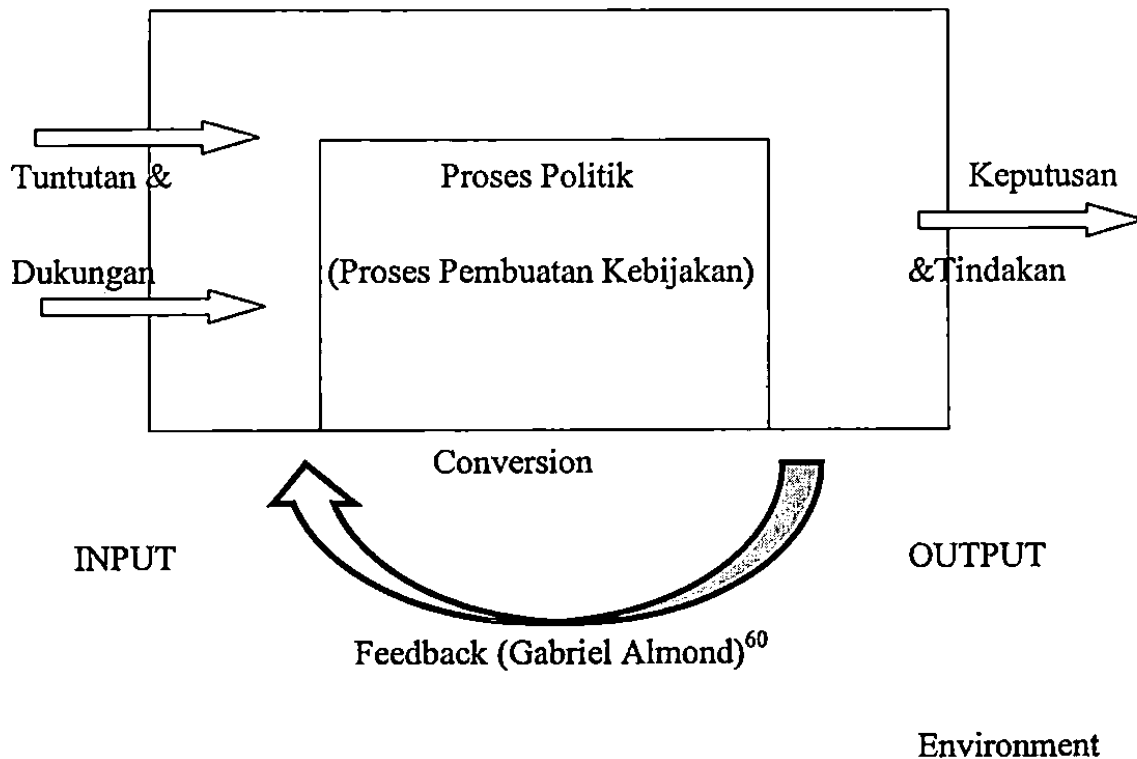 Tuntutan &
Proses Politik
Keputusan
Dukungan
(Proses Pembuatan Kebijakan)
&Tindakan
Conversion
INPUT
OUTPUT
Feedback (Gabriel Almond)60
Environment